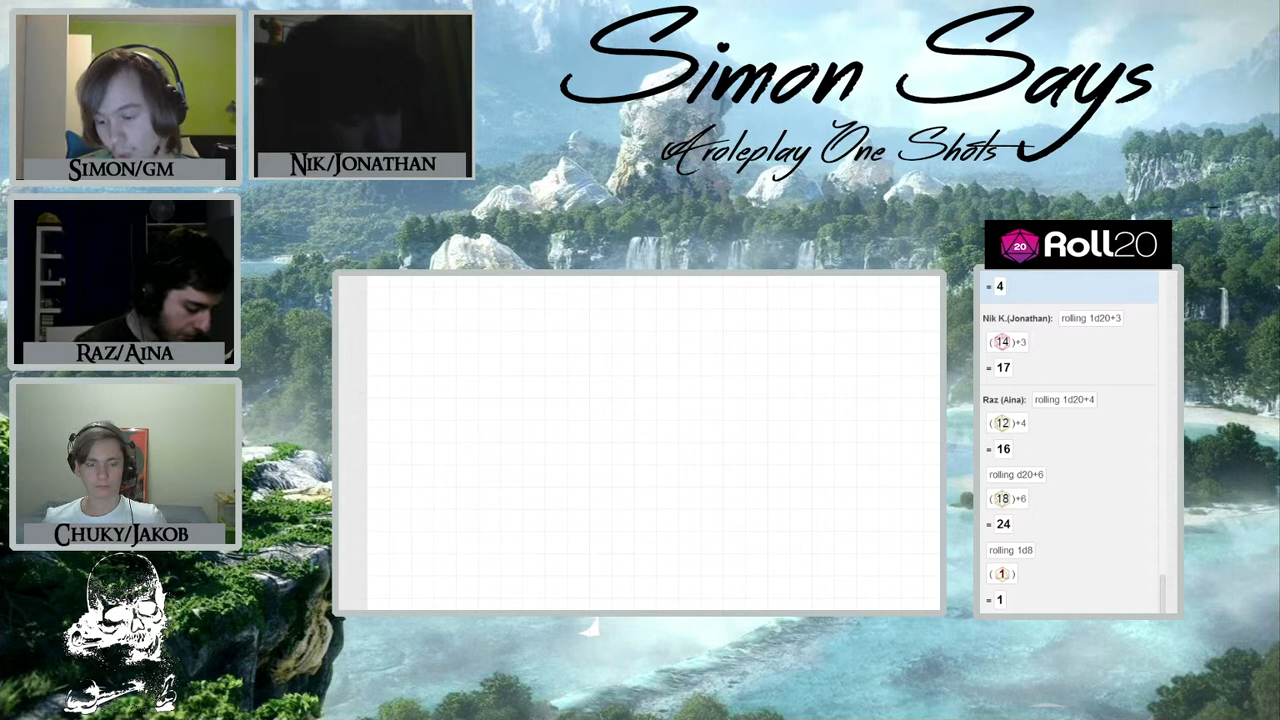 Simon Says
A roleplay One Shots
SIMON/GM
NIK/JONATHAN
RAZ/AINA
CHUKY/JAKOB
20 Roll20
= 4
Nik K.(Jonathan): rolling 1d20+3
(14)+3
= 17
Raz (Aina): rolling 1d20+4
(12)+4
= 16
rolling d20+6
(18)+6
= 24
rolling 1d8
(1)
= 1